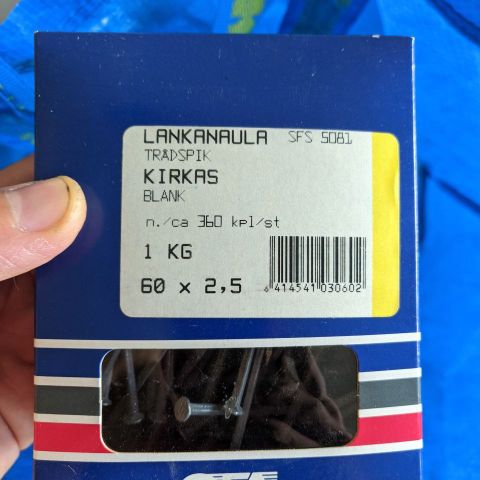 LANKANAULA SFS 5081
TRÅDSPIK
KIRKAS
BLANK
n./ca 360 kpl/st
1 KG
60 x 2,5
6 414541 030602